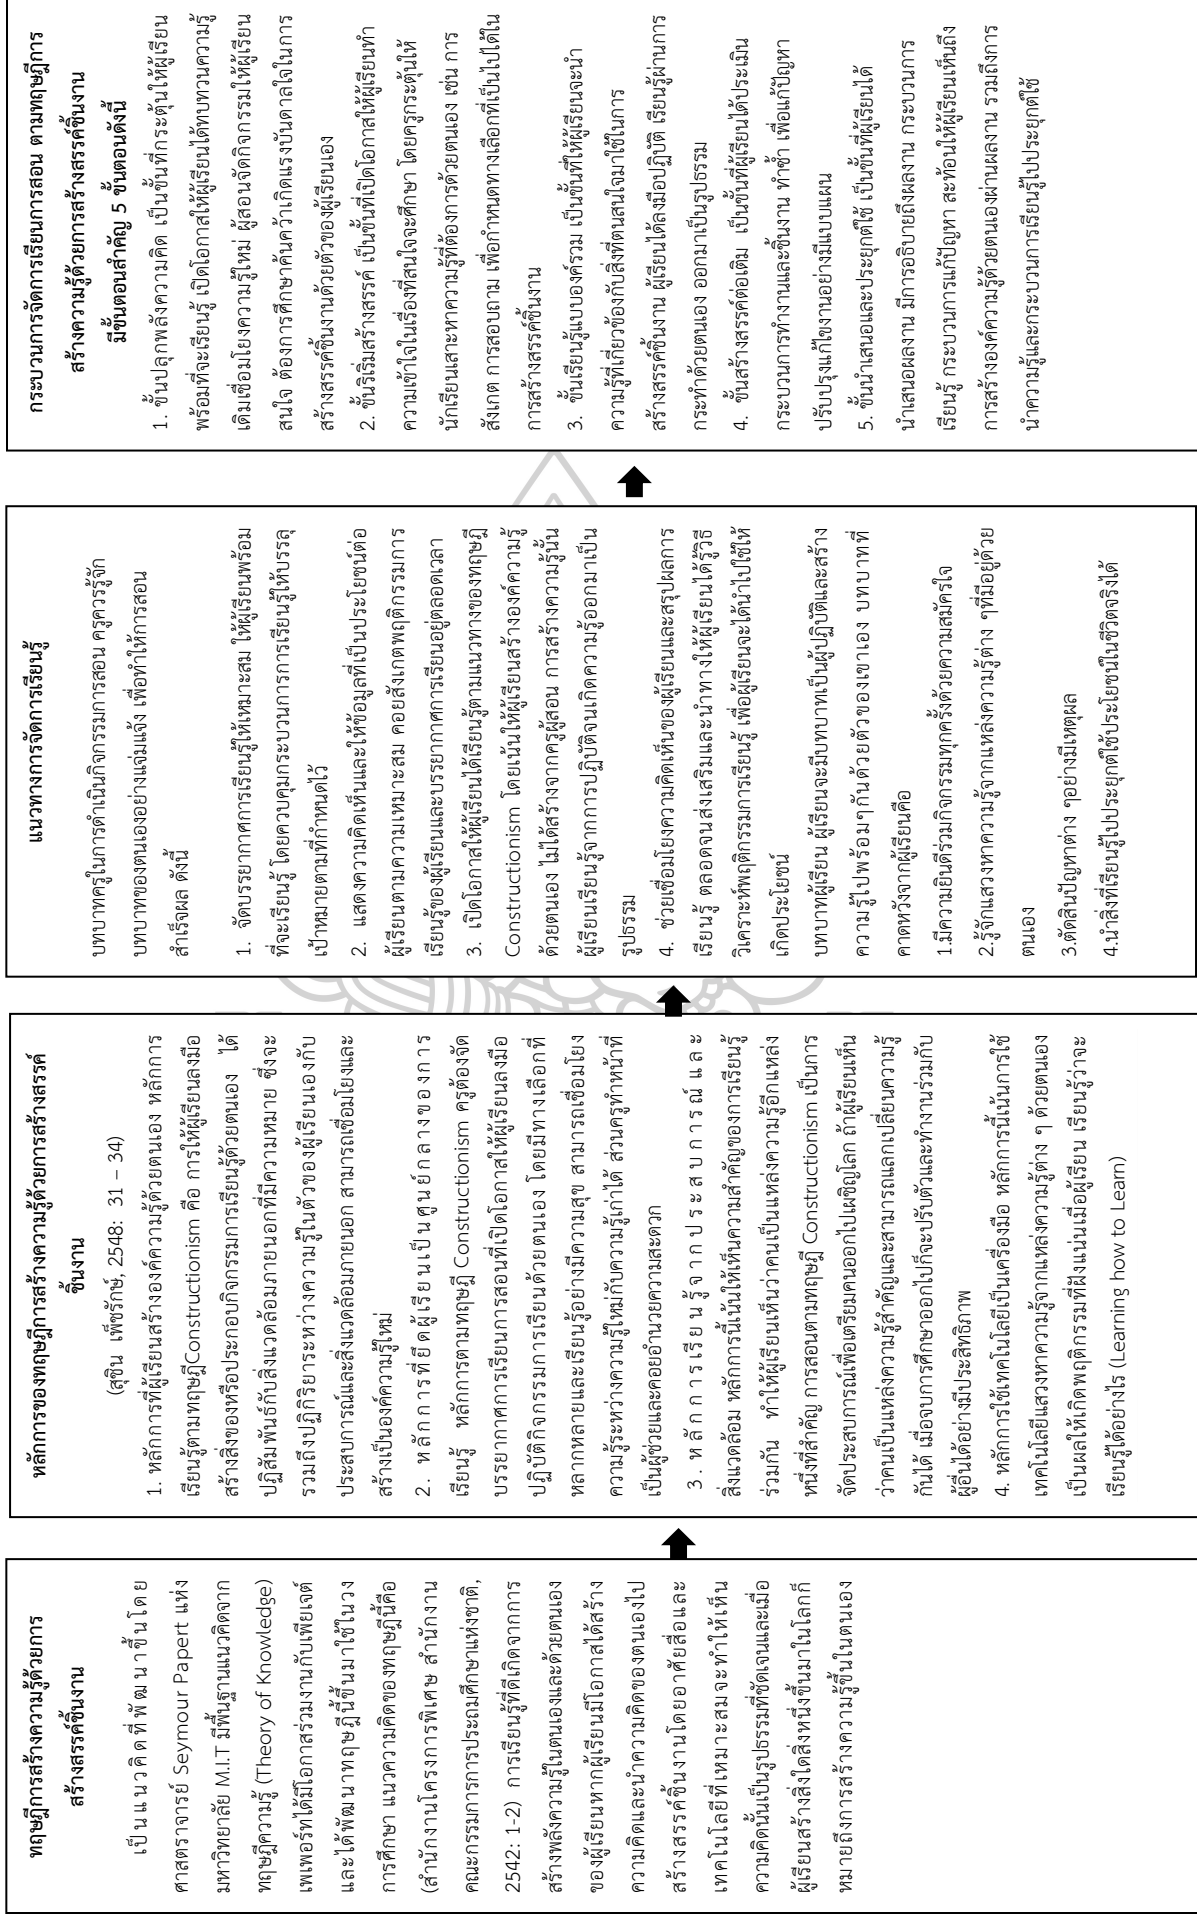 ทฤษฎีการสร้างความรู้ด้วยการ
สร้างสรรค์ชิ้นงาน
เป็นแนวคิดที่พัฒนาขึ้นโดย
ศาสตราจารย์ Seymour Papert แห่ง
มหาวิทยาลัย M.I.T มีพื้นฐานแนวคิดจาก
ทฤษฎีความรู้ (Theory of Knowledge)
เพเพอร์ทได้มีโอกาสร่วมงานกับเพียเจต์
และได้พัฒนาทฤษฎีนี้ขึ้นมาใช้ในวง
การศึกษา แนวความคิดของทฤษฎีนี้คือ
(สำนักงานโครงการพิเศษ สำนักงาน
คณะกรรมการการประถมศึกษาแห่งชาติ,
2542: 1-2) การเรียนรู้ที่ดีเกิดจากการ
สร้างพลังความรู้ในตนเองและด้วยตนเอง
ของผู้เรียนหากผู้เรียนมีโอกาสได้สร้าง
ความคิดและนำความคิดของตนเองไป
สร้างสรรค์ชิ้นงานโดยอาศัยสื่อและ
เทคโนโลยีที่เหมาะสมจะทำให้เห็น
ความคิดนั้นเป็นรูปธรรมที่ชัดเจนและเมื่อ
ผู้เรียนสร้างสิ่งใดสิ่งหนึ่งขึ้นมาในโลกก็
หมายถึงการสร้างความรู้ขึ้นในตนเอง
หลักการของทฤษฎีการสร้างความรู้ด้วยการสร้างสรรค์
ชิ้นงาน
(สุชิน เพ็ชรักษ์, 2548: 31 – 34)
1. หลักการที่ผู้เรียนสร้างองค์ความรู้ด้วยตนเอง หลักการ
เรียนรู้ตามทฤษฎีConstructionism คือ การให้ผู้เรียนลงมือ
สร้างสิ่งของหรือประกอบกิจกรรมการเรียนรู้ด้วยตนเอง ได้
ปฏิสัมพันธ์กับสิ่งแวดล้อมภายนอกที่มีความหมาย ซึ่งจะ
รวมถึงปฏิกิริยาระหว่างความรู้ในตัวของผู้เรียนเองกับ
ประสบการณ์และสิ่งแวดล้อมภายนอก สามารถเชื่อมโยงและ
สร้างเป็นองค์ความรู้ใหม่
2. หลักการที่ยึดผู้เรียนเป็นศูนย์กลางของการ
เรียนรู้ หลักการตามทฤษฎี Constructionism ครูต้องจัด
บรรยากาศการเรียนการสอนที่เปิดโอกาสให้ผู้เรียนลงมือ
ปฏิบัติกิจกรรมการเรียนด้วยตนเอง โดยมีทางเลือกที่
หลากหลายและเรียนรู้อย่างมีความสุข สามารถเชื่อมโยง
ความรู้ระหว่างความรู้ใหม่กับความรู้เก่าได้ ส่วนครูทำหน้าที่
เป็นผู้ช่วยและคอยอำนวยความสะดวก
3. หลักการเรียนรู้จากประสบการณ์และ
สิ่งแวดล้อม หลักการนี้เน้นให้เห็นความสำคัญของการเรียนรู้
ร่วมกัน ทำให้ผู้เรียนเห็นว่าคนเป็นแหล่งความรู้อีกแหล่ง
หนึ่งที่สำคัญ การสอนตามทฤษฎี Constructionism เป็นการ
จัดประสบการณ์เพื่อเตรียมคนออกไปเผชิญโลก ถ้าผู้เรียนเห็น
ว่าคนเป็นแหล่งความรู้สำคัญและสามารถแลกเปลี่ยนความรู้
กันได้ เมื่อจบการศึกษาออกไปก็จะปรับตัวและทำงานร่วมกับ
ผู้อื่นได้อย่างมีประสิทธิภาพ
4. หลักการใช้เทคโนโลยีเป็นเครื่องมือ หลักการนี้เน้นการใช้
เทคโนโลยีแสวงหาความรู้จากแหล่งความรู้ต่าง ๆ ด้วยตนเอง
เป็นผลให้เกิดพฤติกรรมที่ฝังแน่นเมื่อผู้เรียน เรียนรู้ว่าจะ
เรียนรู้ได้อย่างไร (Learning how to Learn)
แนวทางการจัดการเรียนรู้
บทบาทครูในการดำเนินกิจกรรมการสอน ครูควรรู้จัก
บทบาทของตนเองอย่างแจ่มแจ้ง เพื่อทำให้การสอน
สำเร็จผล ดังนี้
1. จัดบรรยากาศการเรียนรู้ให้เหมาะสม ให้ผู้เรียนพร้อม
ที่จะเรียนรู้ โดยควบคุมกระบวนการการเรียนรู้ให้บรรลุ
เป้าหมายตามที่กำหนดไว้
2. แสดงความคิดเห็นและให้ข้อมูลที่เป็นประโยชน์ต่อ
ผู้เรียนตามความเหมาะสม คอยสังเกตพฤติกรรมการ
เรียนรู้ของผู้เรียนและบรรยากาศการเรียนอยู่ตลอดเวลา
3. เปิดโอกาสให้ผู้เรียนได้เรียนรู้ตามแนวทางของทฤษฎี
Constructionism โดยเน้นให้ผู้เรียนสร้างองค์ความรู้
ด้วยตนเอง ไม่ได้สร้างจากครูผู้สอน การสร้างความรู้นั้น
ผู้เรียนเรียนรู้จากการปฏิบัติจนเกิดความรู้ออกมาเป็น
รูปธรรม
4. ช่วยเชื่อมโยงความคิดเห็นของผู้เรียนและสรุปผลการ
เรียนรู้ ตลอดจนส่งเสริมและนำทางให้ผู้เรียนได้รู้วิธี
วิเคราะห์พฤติกรรมการเรียนรู้ เพื่อผู้เรียนจะได้นำไปใช้ให้
เกิดประโยชน์
บทบาทผู้เรียน ผู้เรียนจะมีบทบาทเป็นผู้ปฏิบัติและสร้าง
ความรู้ไปพร้อมๆกันด้วยตัวของเขาเอง บทบาทที่
คาดหวังจากผู้เรียนคือ
1.มีความยินดีร่วมกิจกรรมทุกครั้งด้วยความสมัครใจ
2.รู้จักแสวงหาความรู้จากแหล่งความรู้ต่าง ๆที่มีอยู่ด้วย
ตนเอง
3.ตัดสินปัญหาต่าง ๆอย่างมีเหตุผล
4.นำสิ่งที่เรียนรู้ไปประยุกต์ใช้ประโยชน์ในชีวิตจริงได้
กระบวนการจัดการเรียนการสอน ตามทฤษฎีการ
สร้างความรู้ด้วยการสร้างสรรค์ชิ้นงาน
มีขั้นตอนสำคัญ 5 ขั้นตอนดังนี้
1. ขั้นปลุกพลังความคิด เป็นขั้นที่กระตุ้นให้ผู้เรียน
พร้อมที่จะเรียนรู้ เปิดโอกาสให้ผู้เรียนได้ทบทวนความรู้
เดิมเชื่อมโยงความรู้ใหม่ ผู้สอนจัดกิจกรรมให้ผู้เรียน
สนใจ ต้องการศึกษาค้นคว้าเกิดแรงบันดาลใจในการ
สร้างสรรค์ชิ้นงานด้วยตัวของผู้เรียนเอง
2. ขั้นริเริ่มสร้างสรรค์ เป็นขั้นที่เปิดโอกาสให้ผู้เรียนทำ
ความเข้าใจในเรื่องที่สนใจจะศึกษา โดยครูกระตุ้นให้
นักเรียนเสาะหาความรู้ที่ต้องการด้วยตนเอง เช่น การ
สังเกต การสอบถาม เพื่อกำหนดทางเลือกที่เป็นไปได้ใน
การสร้างสรรค์ชิ้นงาน
3. ขั้นเรียนรู้แบบองค์รวม เป็นขั้นที่ให้ผู้เรียนจะนำ
ความรู้ที่เกี่ยวข้องกับสิ่งที่ตนสนใจมาใช้ในการ
สร้างสรรค์ชิ้นงาน ผู้เรียนได้ลงมือปฏิบัติ เรียนรู้ผ่านการ
กระทำด้วยตนเอง ออกมาเป็นรูปธรรม
4. ขั้นสร้างสรรค์ต่อเติม เป็นขั้นที่ผู้เรียนได้ประเมิน
กระบวนการทำงานและชิ้นงาน ทำซ้ำ เพื่อแก้ปัญหา
ปรับปรุงแก้ไขงานอย่างมีแบบแผน
5. ขั้นนำเสนอและประยุกต์ใช้ เป็นขั้นที่ผู้เรียนได้
นำเสนอผลงาน มีการอธิบายถึงผลงาน กระบวนการ
เรียนรู้ กระบวนการแก้ปัญหา สะท้อนให้ผู้เรียนเห็นถึง
การสร้างองค์ความรู้ด้วยตนเองผ่านผลงาน รวมถึงการ
นำความรู้และกระบวนการเรียนรู้ไปประยุกต์ใช้